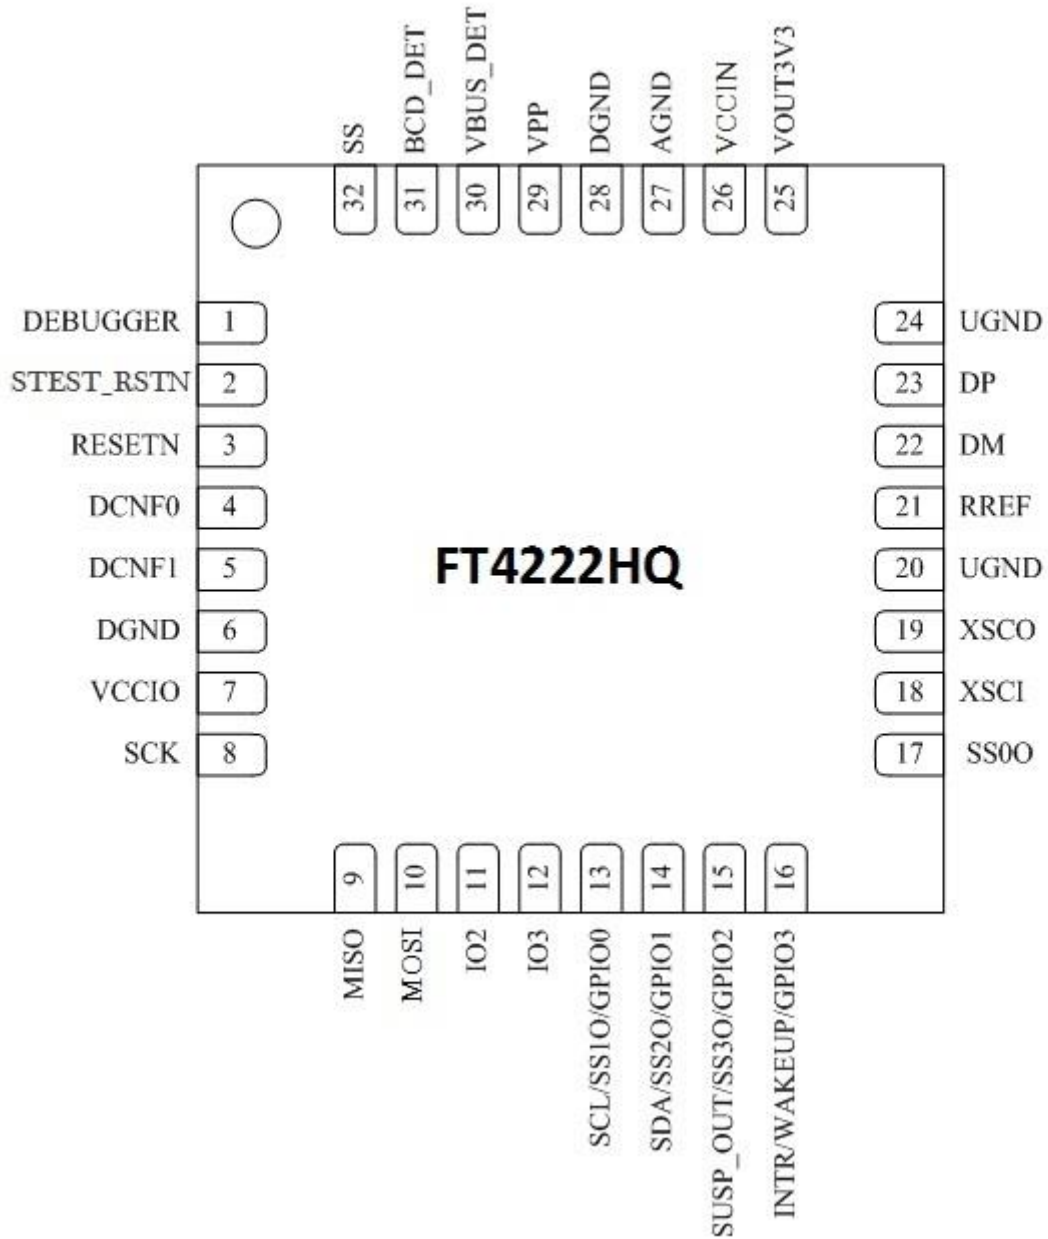 SS
BCD_DET
VBUS_DET
VPP
DGND
AGND
VCCIN
VOUT3V3
32
31
30
29
28
27
26
25
DEBUGGER 1
24 UGND
STEST_RSTN 2
23 DP
RESETN 3
22 DM
DCNF0 4
21 RREF
DCNF1 5
FT4222HQ
20 UGND
DGND 6
19 XSCO
VCCIO 7
18 XSCI
SCK 8
17 SS0O
9
10
11
12
13
14
15
16
MISO
MOSI
IO2
IO3
SCL/SS1O/GPIO0
SDA/SS2O/GPIO1
SUSP_OUT/SS3O/GPIO2
INTR/WAKEUP/GPIO3